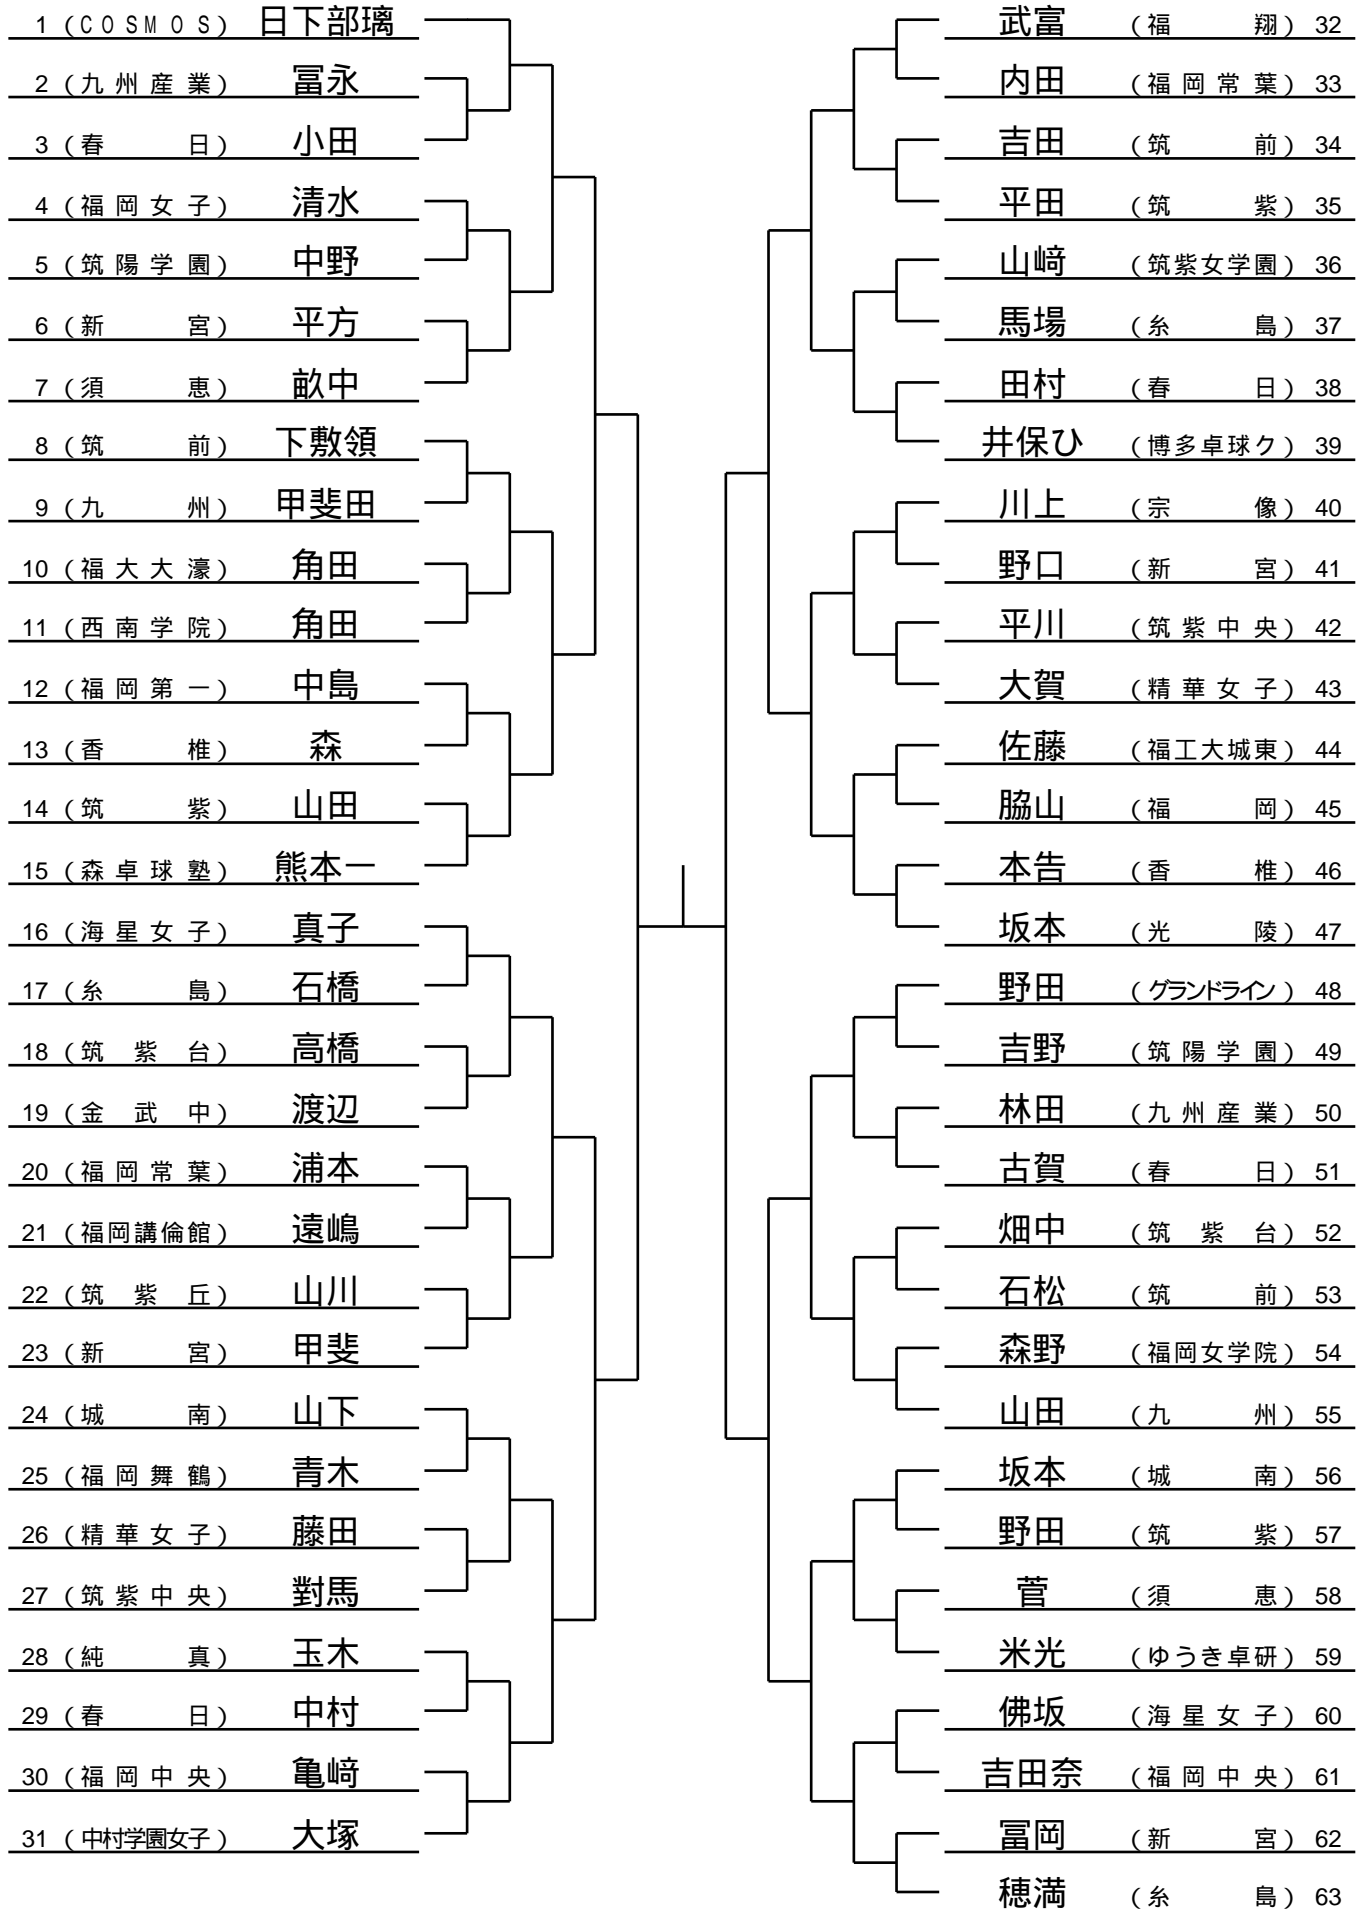 1 (COSMOS) 日下部璃
2 (九州産業) 冨永
3 (春日) 小田
4 (福岡女子) 清水
5 (筑陽学園) 中野
6 (新宮) 平方
7 (須恵) 畝中
8 (筑前) 下敷領
9 (九州) 甲斐田
10 (福大大濠) 角田
11 (西南学院) 角田
12 (福岡第一) 中島
13 (香椎) 森
14 (筑紫) 山田
15 (森卓球塾) 熊本一
16 (海星女子) 真子
17 (糸島) 石橋
18 (筑紫台) 高橋
19 (金武中) 渡辺
20 (福岡常葉) 浦本
21 (福岡講倫館) 遠嶋
22 (筑紫丘) 山川
23 (新宮) 甲斐
24 (城南) 山下
25 (福岡舞鶴) 青木
26 (精華女子) 藤田
27 (筑紫中央) 對馬
28 (純真) 玉木
29 (春日) 中村
30 (福岡中央) 亀﨑
31 (中村学園女子) 大塚
武富 (福翔) 32
内田 (福岡常葉) 33
吉田 (筑前) 34
平田 (筑紫) 35
山﨑 (筑紫女学園) 36
馬場 (糸島) 37
田村 (春日) 38
井保ひ (博多卓球ク) 39
川上 (宗像) 40
野口 (新宮) 41
平川 (筑紫中央) 42
大賀 (精華女子) 43
佐藤 (福工大城東) 44
脇山 (福岡) 45
本告 (香椎) 46
坂本 (光陵) 47
野田 (グランドライン) 48
吉野 (筑陽学園) 49
林田 (九州産業) 50
古賀 (春日) 51
畑中 (筑紫台) 52
石松 (筑前) 53
森野 (福岡女学院) 54
山田 (九州) 55
坂本 (城南) 56
野田 (筑紫) 57
菅 (須恵) 58
米光 (ゆうき卓研) 59
佛坂 (海星女子) 60
吉田奈 (福岡中央) 61
冨岡 (新宮) 62
穂満 (糸島) 63